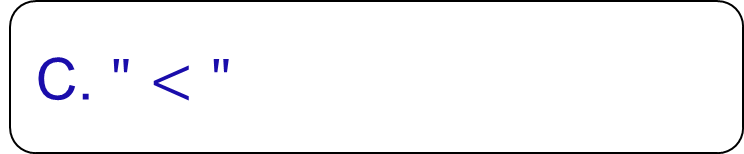 C. " < "